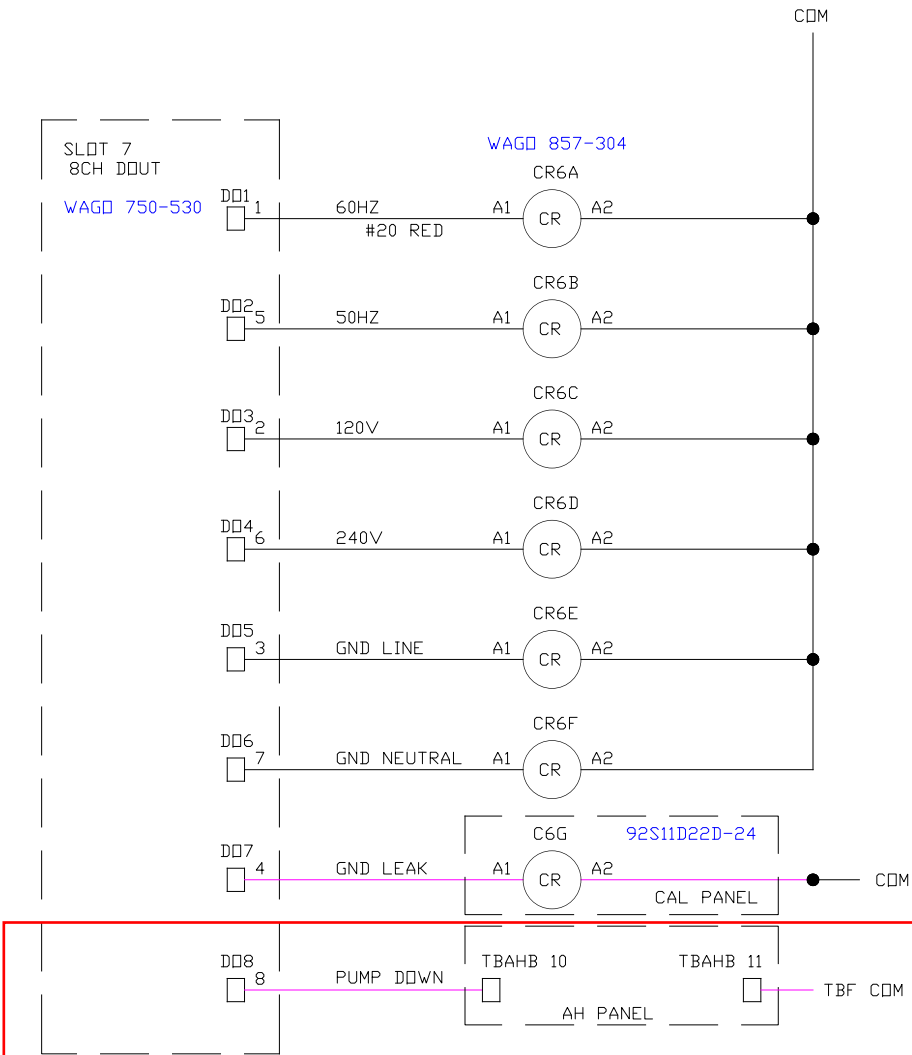 COM
SLOT 7
8CH DOUT
WAGO 750-530
WAGO 857-304
CR6A
DO1 1 60HZ A1 CR A2
#20 RED
CR6B
DO2 5 50HZ A1 CR A2
CR6C
DO3 2 120V A1 CR A2
CR6D
DO4 6 240V A1 CR A2
CR6E
DO5 3 GND LINE A1 CR A2
CR6F
DO6 7 GND NEUTRAL A1 CR A2
C6G 92S11D22D-24
DO7 4 GND LEAK A1 CR A2 COM
CAL PANEL
DO8 8 PUMP DOWN TBAHB 10 TBAHB 11 TBF COM
AH PANEL